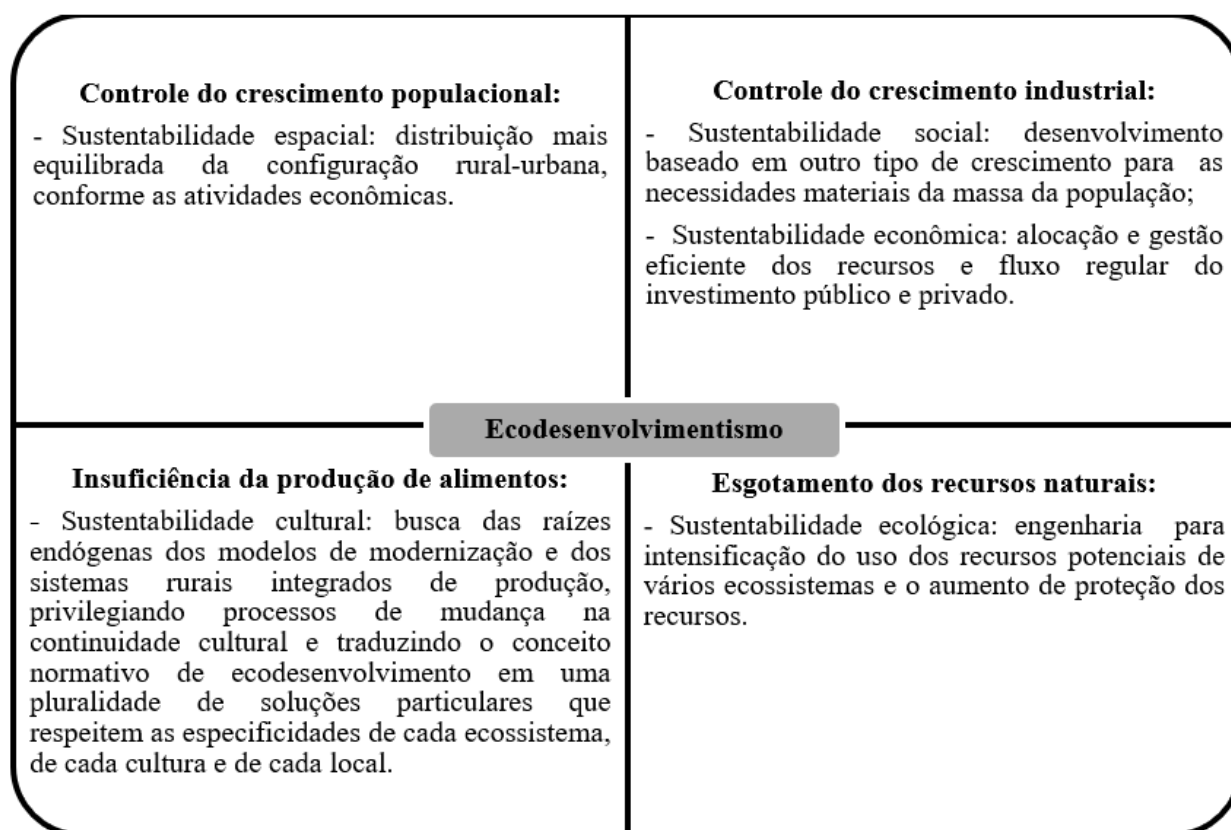 Controle do crescimento populacional:
- Sustentabilidade espacial: distribuição mais
equilibrada da configuração rural-urbana,
conforme as atividades econômicas.
Controle do crescimento industrial:
- Sustentabilidade social: desenvolvimento
baseado em outro tipo de crescimento para as
necessidades materiais da massa da população;
- Sustentabilidade econômica: alocação e gestão
eficiente dos recursos e fluxo regular do
investimento público e privado.
Ecodesenvolvimentismo
Insuficiência da produção de alimentos:
- Sustentabilidade cultural: busca das raízes
endógenas dos modelos de modernização e dos
sistemas rurais integrados de produção,
privilegiando processos de mudança na
continuidade cultural e traduzindo o conceito
normativo de ecodesenvolvimento em uma
pluralidade de soluções particulares que
respeitem as especificidades de cada ecossistema,
de cada cultura e de cada local.
Esgotamento dos recursos naturais:
- Sustentabilidade ecológica: engenharia para
intensificação do uso dos recursos potenciais de
vários ecossistemas e o aumento de proteção dos
recursos.